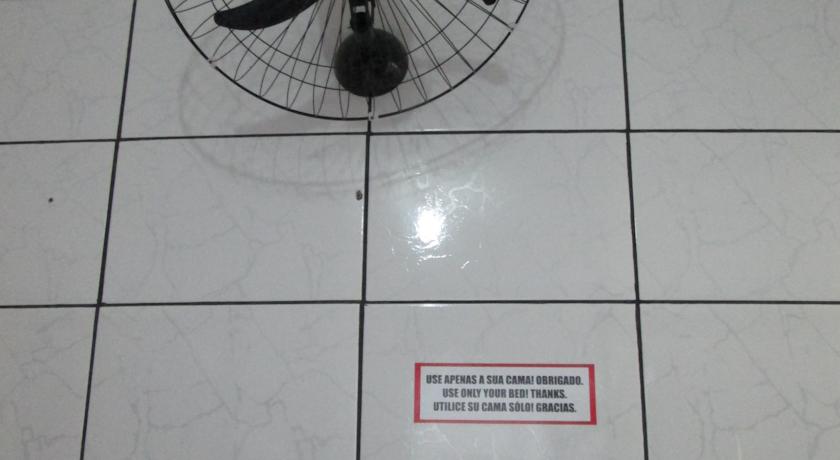 USE APENAS A SUA CAMA! OBRIGADO.
USE ONLY YOUR BED! THANKS.
UTILICE SU CAMA SÓLO! GRACIAS.